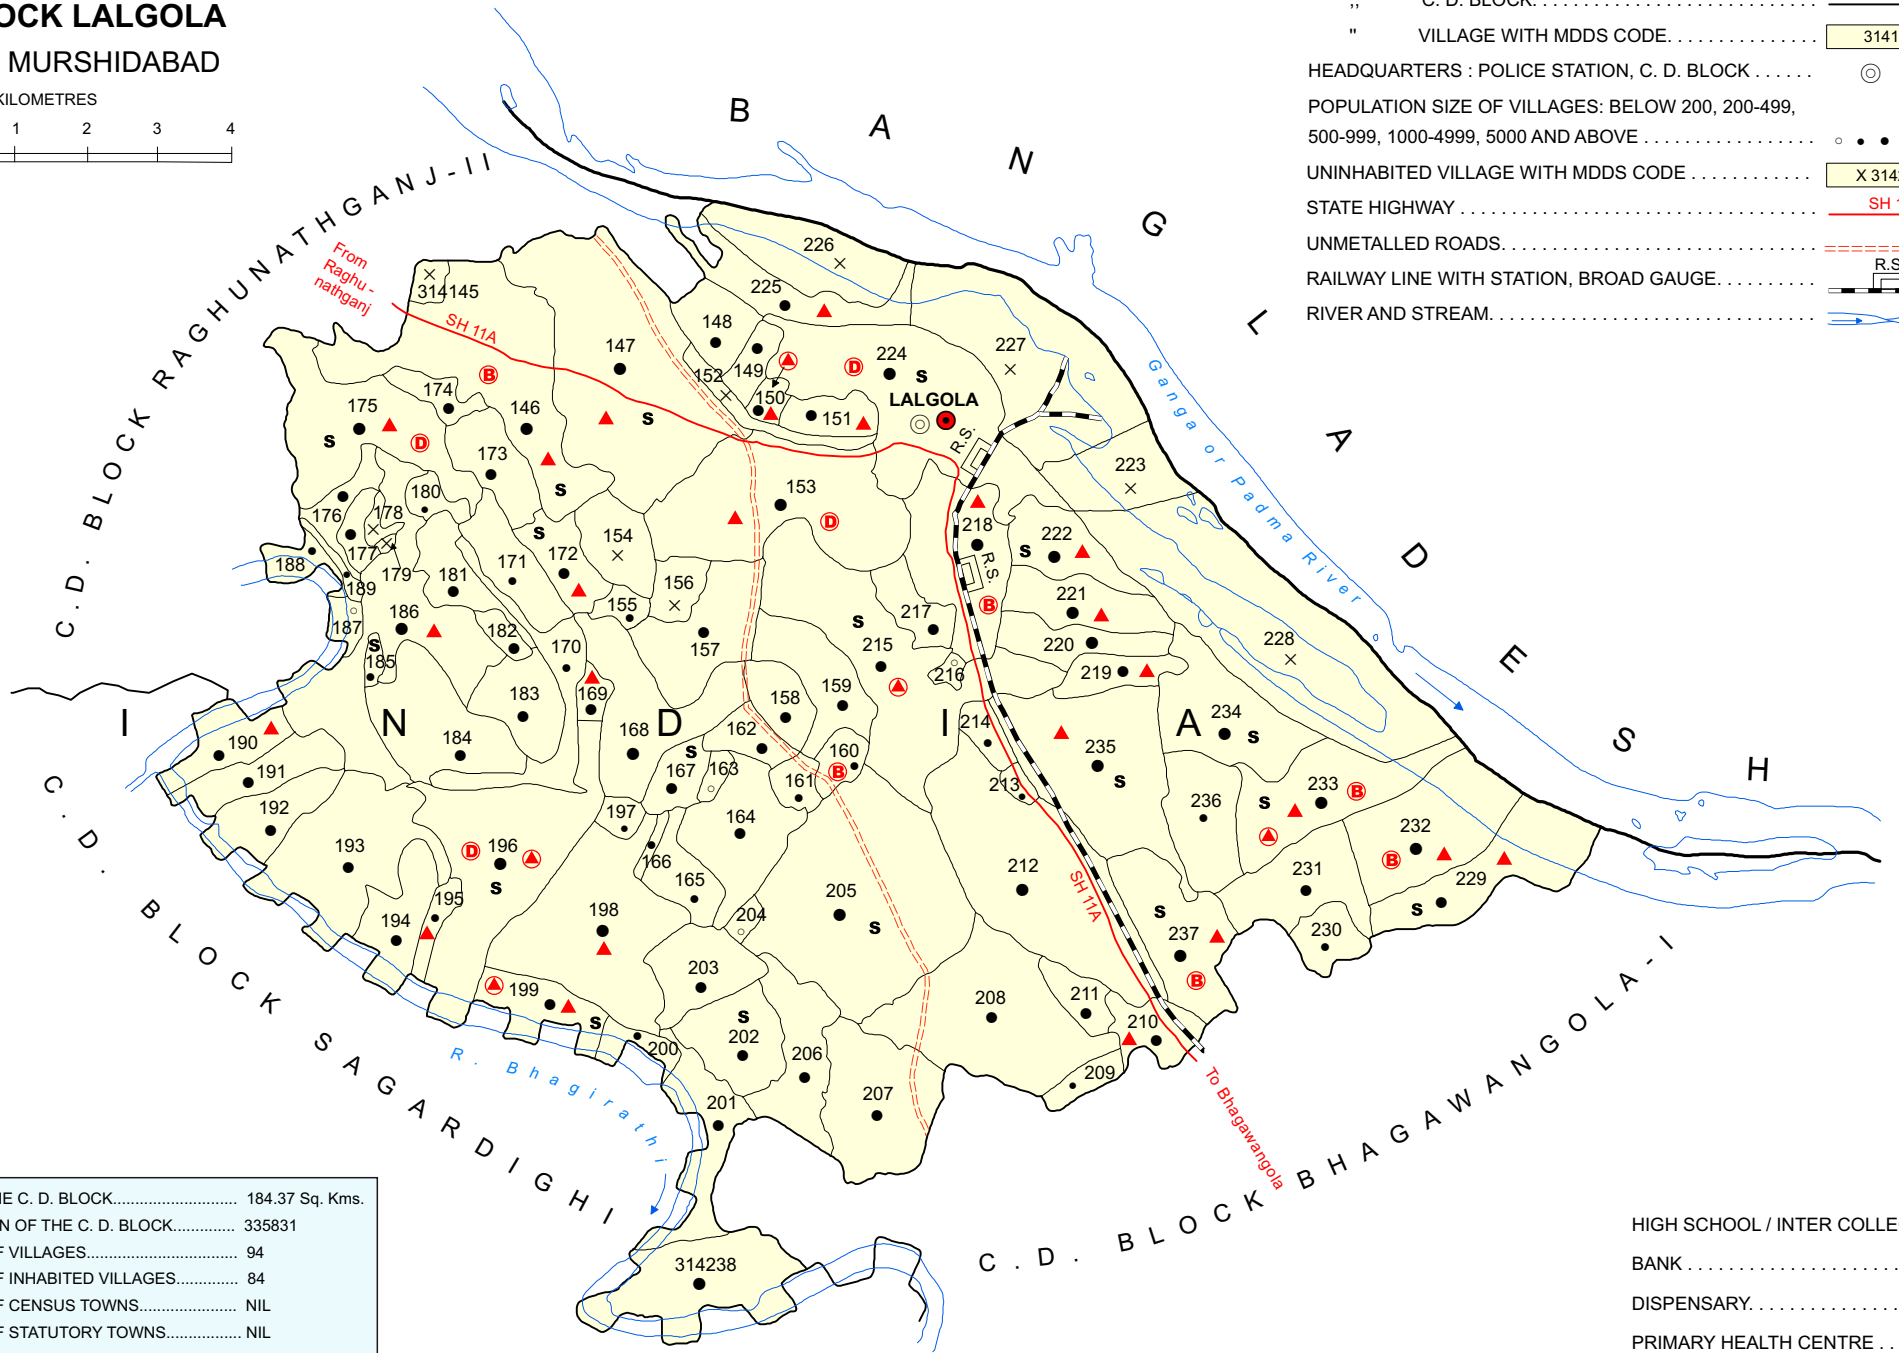 OCK LALGOLA
MURSHIDABAD
KILOMETRES
1 2 3 4
,, C. D. BLOCK
" VILLAGE WITH MDDS CODE
HEADQUARTERS : POLICE STATION, C. D. BLOCK
POPULATION SIZE OF VILLAGES: BELOW 200, 200-499,
500-999, 1000-4999, 5000 AND ABOVE
UNINHABITED VILLAGE WITH MDDS CODE
STATE HIGHWAY
UNMETALLED ROADS
RAILWAY LINE WITH STATION, BROAD GAUGE
RIVER AND STREAM
BANGLADESH
INDIA
C.D. BLOCK RAGHUNATHGANJ-II
C.D. BLOCK SAGARDIGHI
C.D. BLOCK BHAGAWANGOLA-I
Ganga or Padma River
R. Bhagirathi
From
Raghu -
nathganj
SH 11A
SH 11A
To Bhagawangola
LALGOLA
R.S.
R.S.
314145
226
225
148
147
149
152
150
151
224
227
174
175
146
173
180
176
178
177
179
153
154
223
218
222
188
189
187
186
181
171
172
155
156
157
217
221
220
219
216
215
228
182
185
170
169
183
184
168
158
159
162
160
161
163
167
214
213
234
235
236
233
232
190
191
192
193
196
197
166
164
165
204
205
212
231
229
230
237
194
195
198
199
200
203
202
206
207
208
211
210
209
201
314238
HE C. D. BLOCK 184.37 Sq. Kms.
N OF THE C. D. BLOCK 335831
F VILLAGES 94
F INHABITED VILLAGES 84
F CENSUS TOWNS NIL
F STATUTORY TOWNS NIL
HIGH SCHOOL / INTER COLLE
BANK
DISPENSARY
PRIMARY HEALTH CENTRE